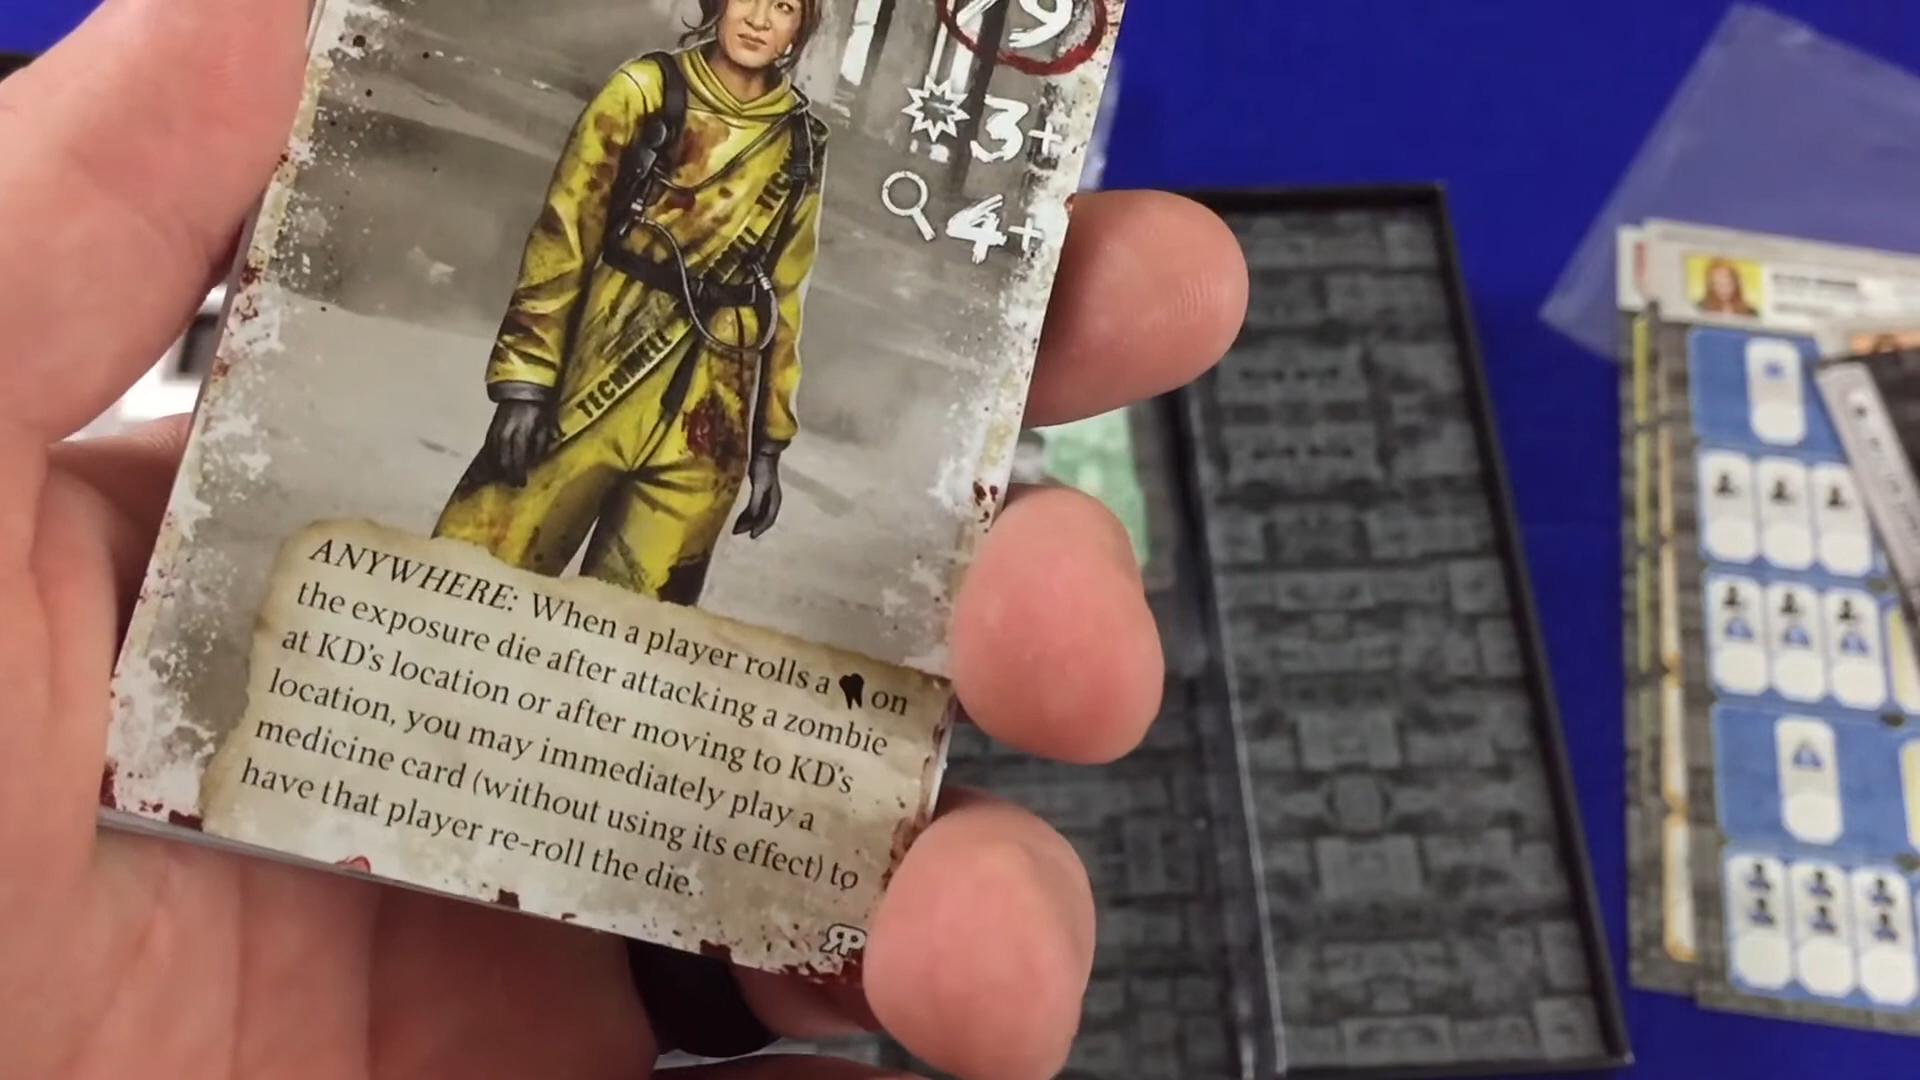 79
3+
4+
TECHWELL
ANYWHERE: When a player rolls a on
the exposure die after attacking a zombie
at KD's location or after moving to KD's
location, you may immediately play a
medicine card (without using its effect) to
have that player re-roll the die.